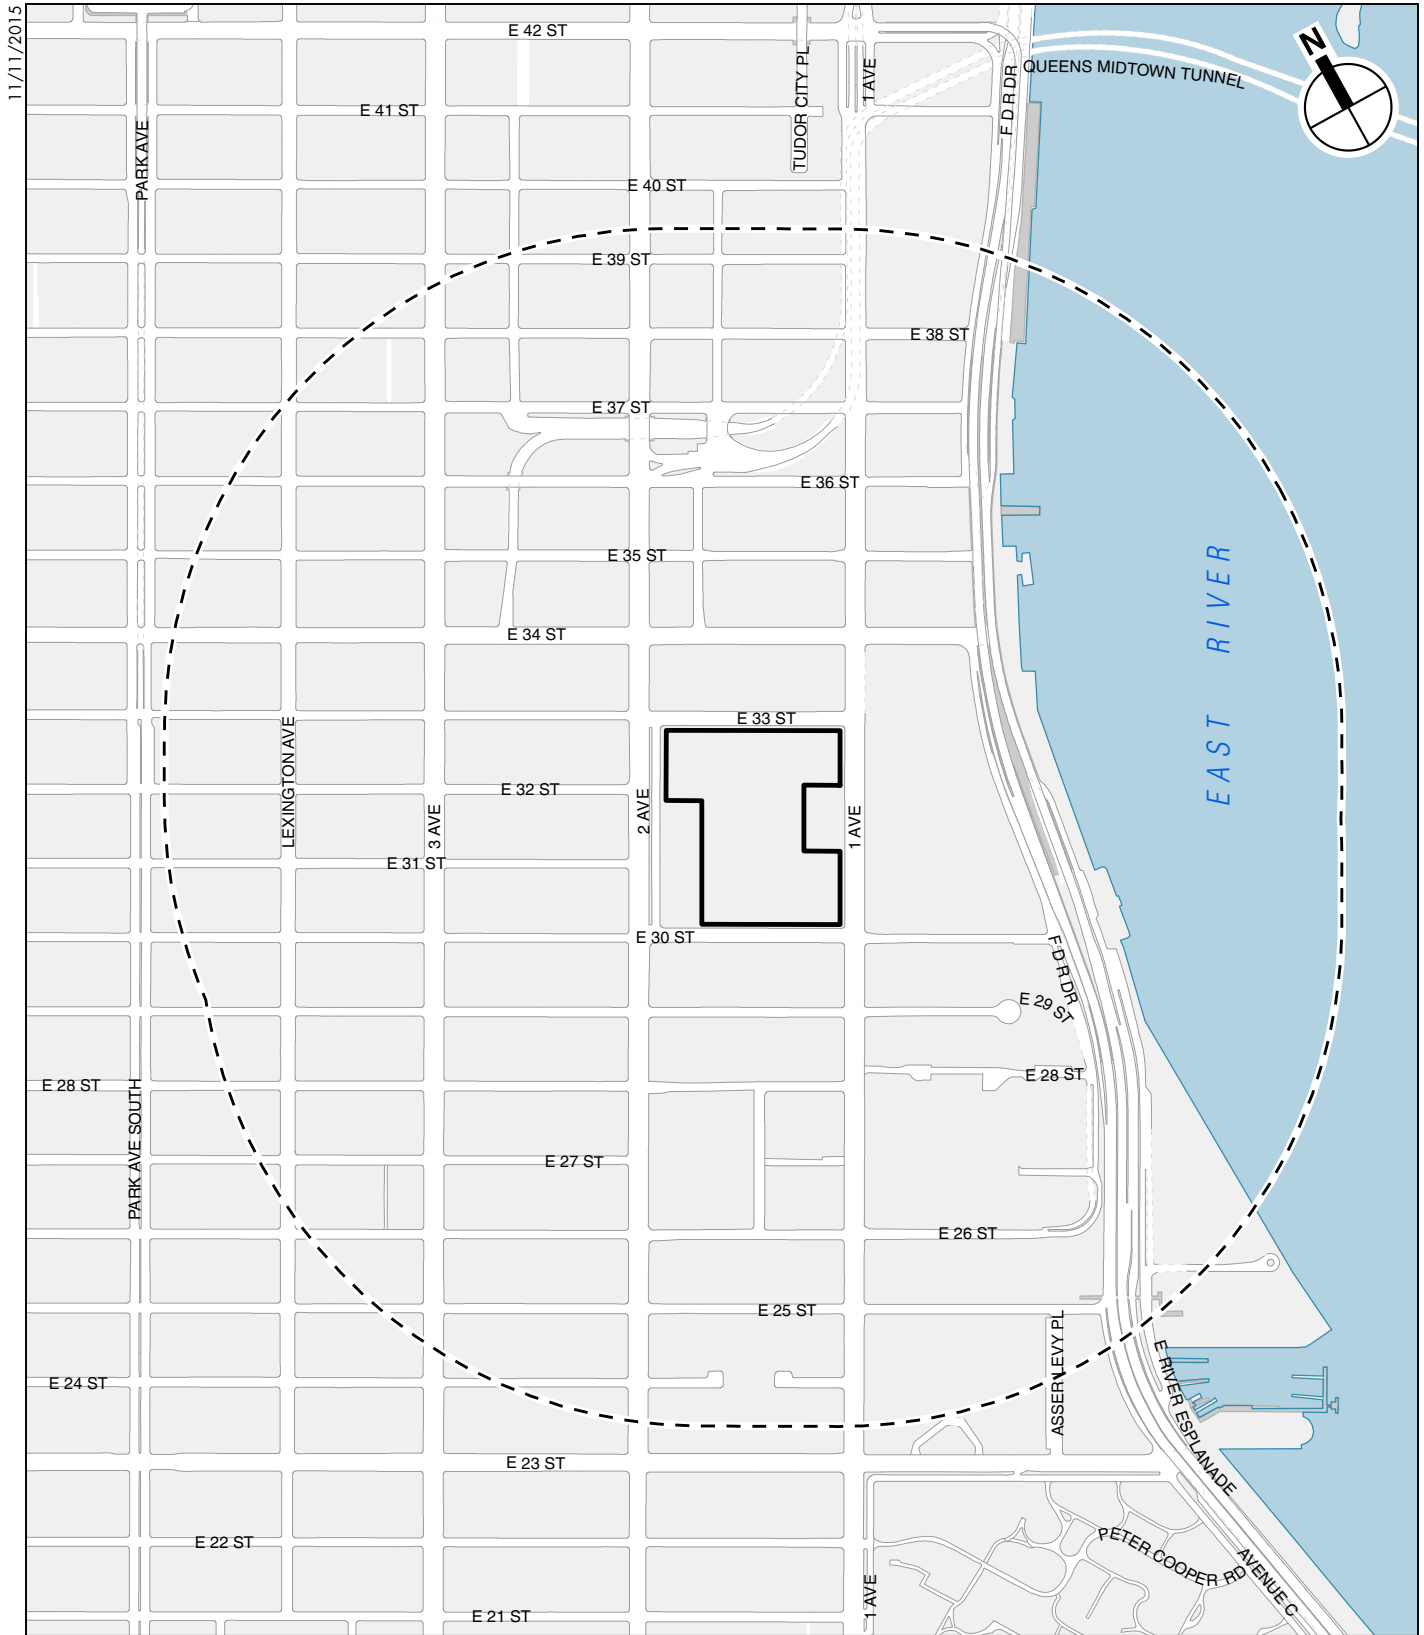 11/11/2015
E 42 ST
N
QUEENS MIDTOWN TUNNEL
TUDOR CITY PL
1 AVE
F D R DR
E 41 ST
PARK AVE
E 40 ST
E 39 ST
E 38 ST
E 37 ST
E 36 ST
E 35 ST
EAST RIVER
E 34 ST
E 33 ST
LEXINGTON AVE
E 32 ST
3 AVE
2 AVE
1 AVE
E 31 ST
E 30 ST
F D R DR
E 29 ST
E 28 ST
E 28 ST
PARK AVE SOUTH
E 27 ST
E 26 ST
E 25 ST
ASSER LEVY PL
E RIVER ESPLANADE
E 24 ST
E 23 ST
E 22 ST
PETER COOPER RD
AVENUE C
1 AVE
E 21 ST